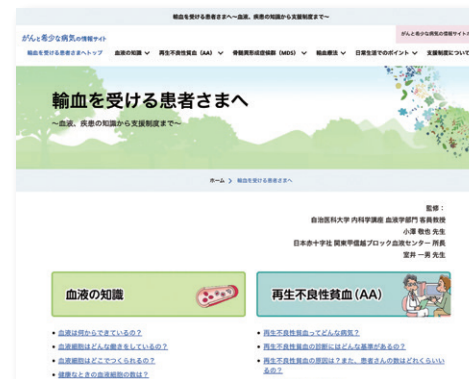 輸血を受ける患者さまへ～血液、疾患の知識から支援制度まで～
がんと希少な病気の情報サイト
がんと希少な病気の情報サイトホ
輸血を受ける患者さまへトップ
血液の知識
再生不良性貧血（AA）
骨髄異形成症候群（MDS）
輸血療法
日常生活でのポイント
支援制度について
輸血を受ける患者さまへ
～血液、疾患の知識から支援制度まで～
ホーム > 輸血を受ける患者さまへ
監修：
自治医科大学 内科学講座 血液学部門 客員教授
小澤 敬也 先生
日本赤十字社 関東甲信越ブロック血液センター 所長
室井 一男 先生
血液の知識
再生不良性貧血（AA）
血液は何からできているの？
血液細胞はどんな働きをしているの？
血液細胞はどこでつくられるの？
健康なときの血液細胞の数は？
再生不良性貧血ってどんな病気？
再生不良性貧血の診断にはどんな基準があるの？
再生不良性貧血の原因は？また、患者さんの数はどれくらいい
るの？